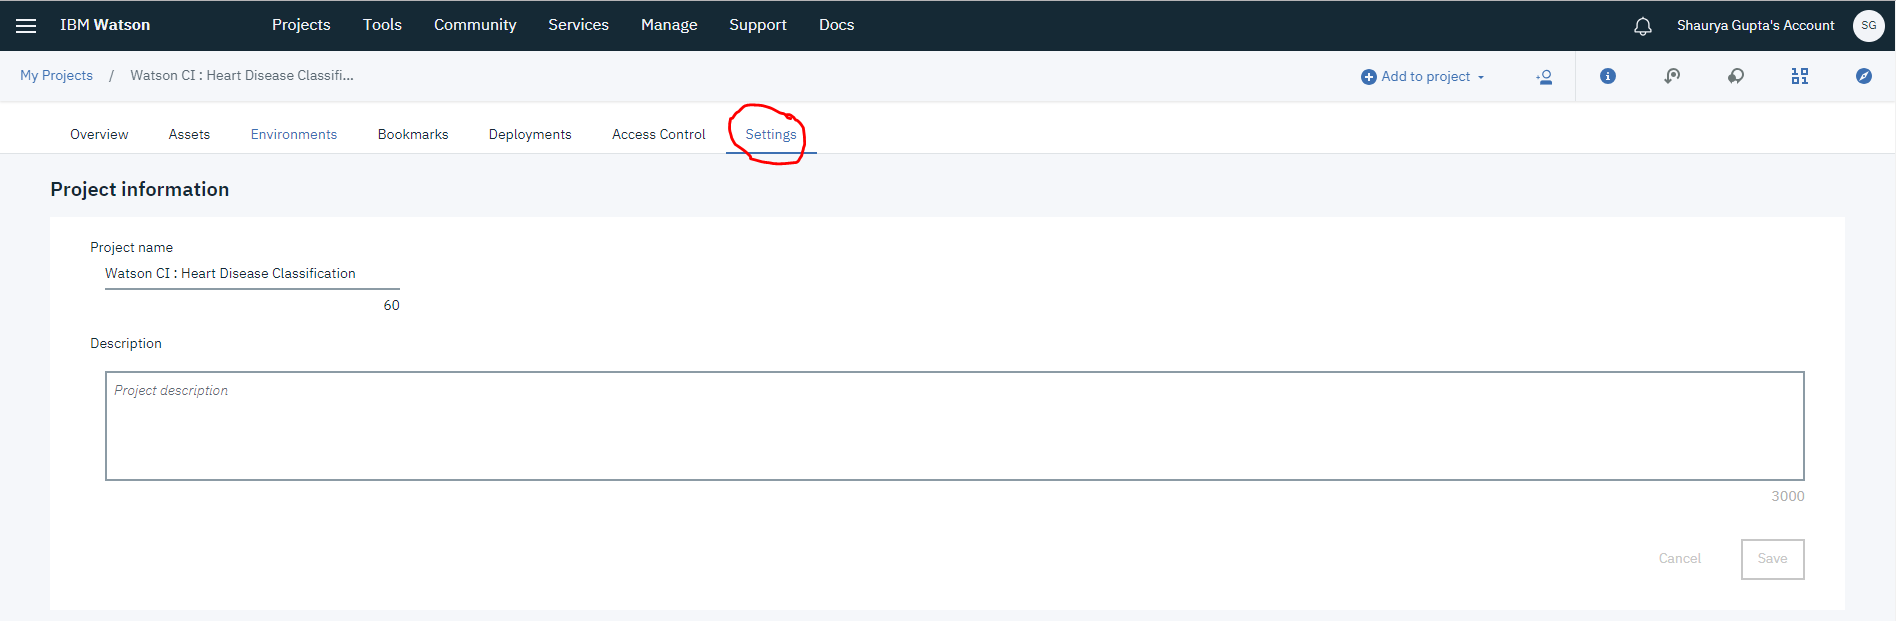 IBM Watson Projects Tools Community Services Manage Support Docs Shaurya Gupta's Account SG
My Projects / Watson CI : Heart Disease Classifi... Add to project
Overview Assets Environments Bookmarks Deployments Access Control Settings
Project information
Project name
Watson CI : Heart Disease Classification
60
Description
Project description
3000
Cancel Save